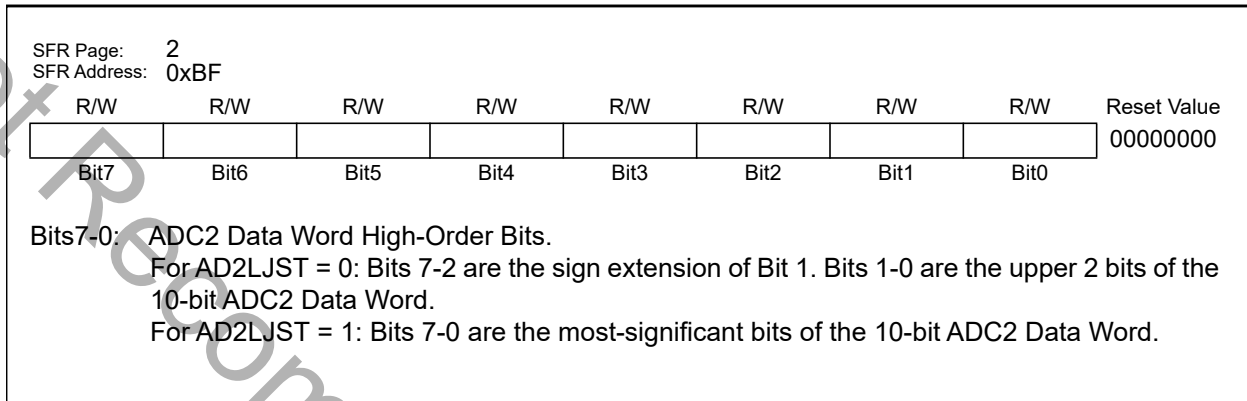 SFR Page: 2
SFR Address: 0xBF
R/W R/W R/W R/W R/W R/W R/W R/W Reset Value
00000000
Bit7 Bit6 Bit5 Bit4 Bit3 Bit2 Bit1 Bit0
Bits7-0: ADC2 Data Word High-Order Bits.
For AD2LJST = 0: Bits 7-2 are the sign extension of Bit 1. Bits 1-0 are the upper 2 bits of the
10-bit ADC2 Data Word.
For AD2LJST = 1: Bits 7-0 are the most-significant bits of the 10-bit ADC2 Data Word.